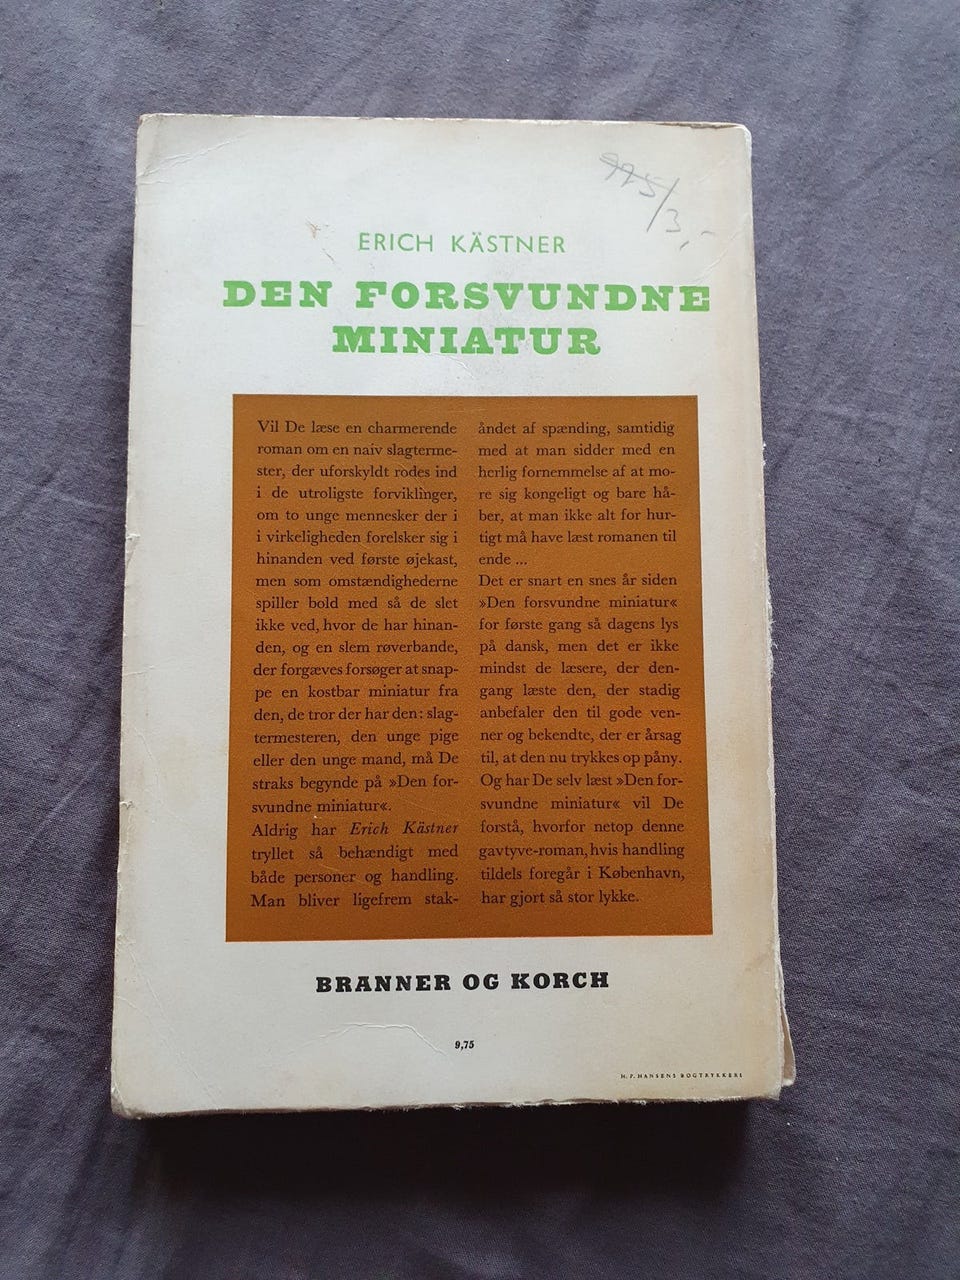 995/3,-
ERICH KÄSTNER
DEN FORSVUNDNE
MINIATUR
Vil De læse en charmerende
roman om en naiv slagterme-
ster, der uforskyldt rodes ind
i de utroligste forviklinger,
om to unge mennesker der i
i virkeligheden forelsker sig i
hinanden ved første øjekast,
men som omstændighederne
spiller bold med så de slet
ikke ved, hvor de har hinan-
den, og en slem røverbande,
der forgæves forsøger at snap-
pe en kostbar miniatur fra
den, de tror der har den: slag-
termesteren, den unge pige
eller den unge mand, må De
straks begynde på »Den for-
svundne miniatur«.
Aldrig har Erich Kästner
tryllet så behændigt med
både personer og handling.
Man bliver ligefrem stak-
åndet af spænding, samtidig
med at man sidder med en
herlig fornemmelse af at mo-
re sig kongeligt og bare hå-
ber, at man ikke alt for hur-
tigt må have læst romanen til
ende ...
Det er snart en snes år siden
»Den forsvundne miniatur«
for første gang så dagens lys
på dansk, men det er ikke
mindst de læsere, der den-
gang læste den, der stadig
anbefaler den til gode ven-
ner og bekendte, der er årsag
til, at den nu trykkes op påny.
Og har De selv læst »Den for-
svundne miniatur« vil De
forstå, hvorfor netop denne
gavtyve-roman, hvis handling
tildels foregår i København,
har gjort så stor lykke.
BRANNER OG KORCH
9,75
H. P. HANSENS BOGTRYKKERI